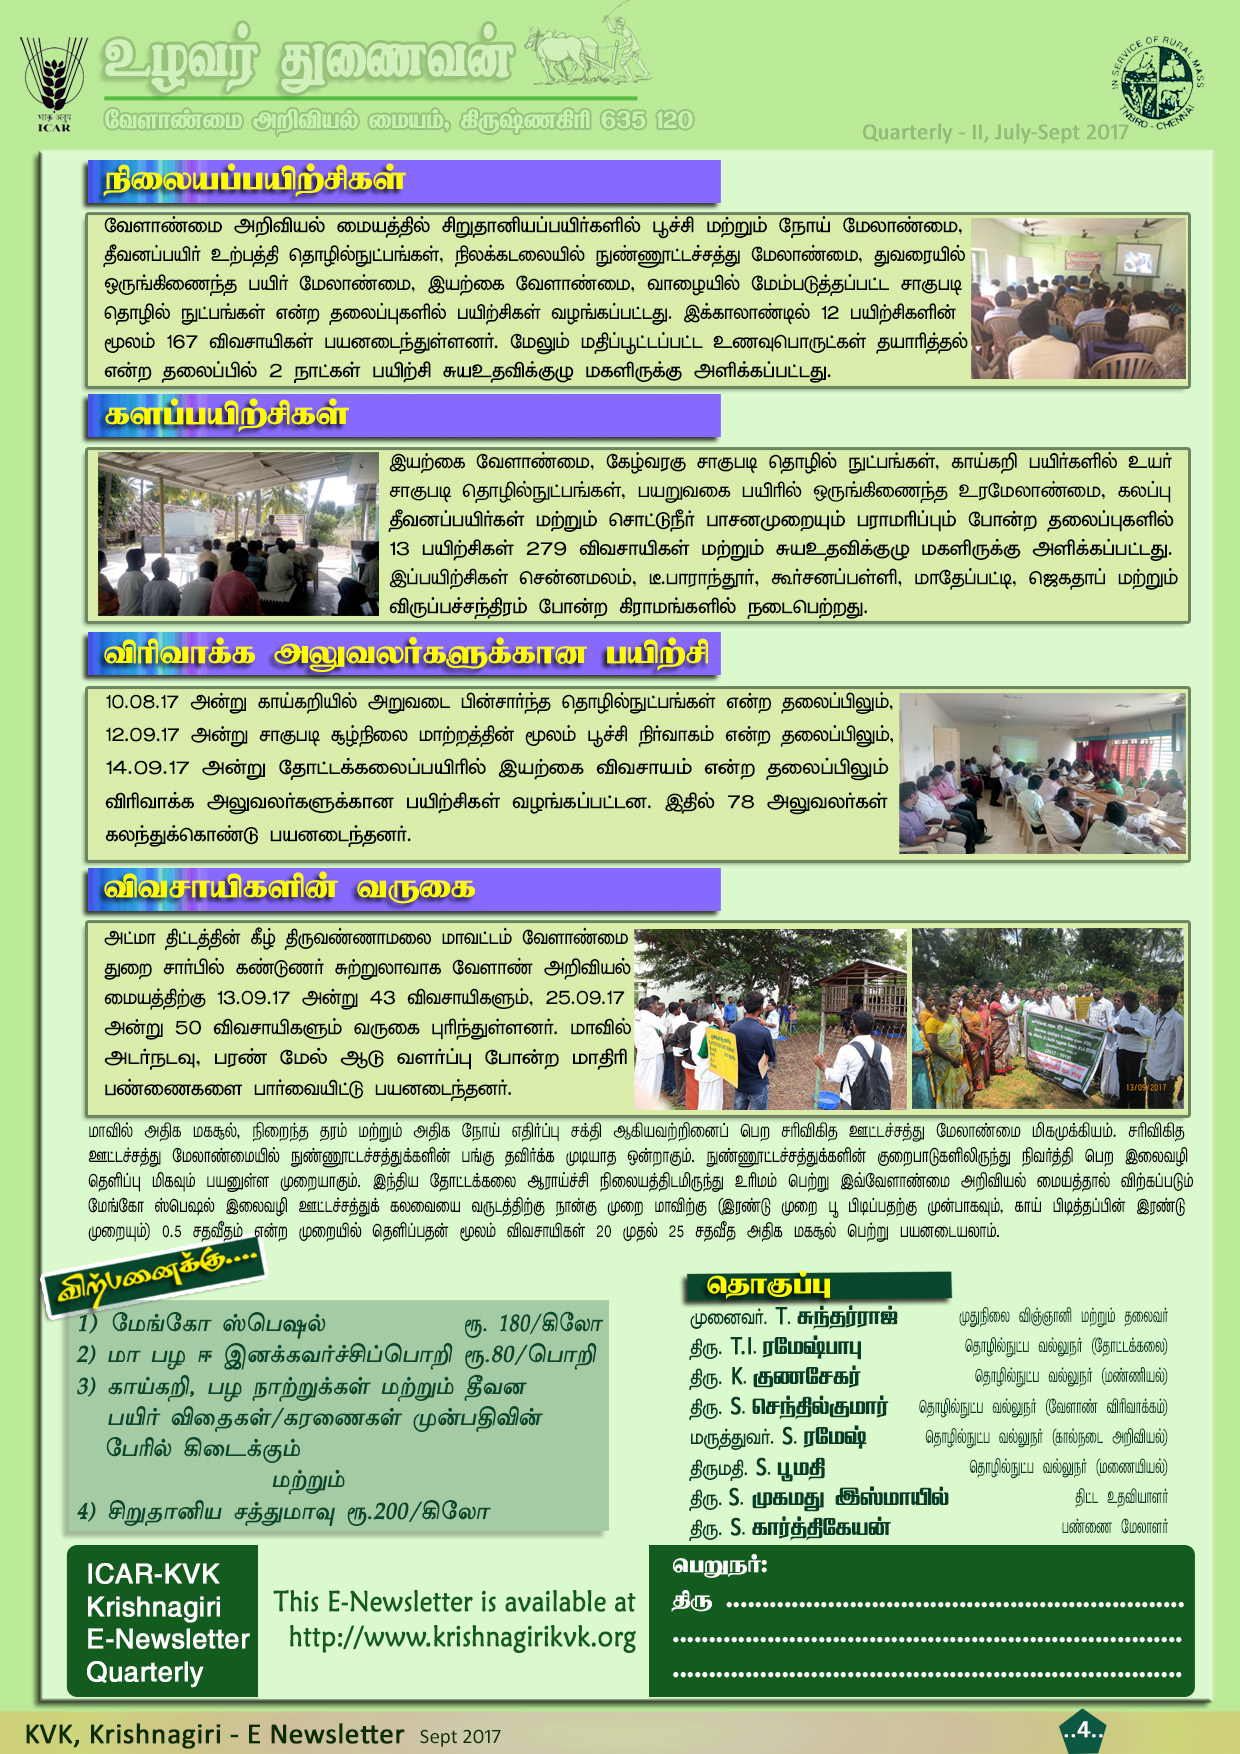 உழவர் துணைவன்
வேளாண்மை அறிவியல் மையம், கிருஷ்ணகிரி 635 120
भाकृअनुप
ICAR
IN SERVICE OF RURAL MASS
TNBRD - CHENNAI
Quarterly - II, July-Sept 2017
நிலையப்பயிற்சிகள்
வேளாண்மை அறிவியல் மையத்தில் சிறுதானியப்பயிர்களில் பூச்சி மற்றும் நோய் மேலாண்மை,
தீவனப்பயிர் உற்பத்தி தொழில்நுட்பங்கள், நிலக்கடலையில் நுண்ணூட்டச்சத்து மேலாண்மை, துவரையில்
ஒருங்கிணைந்த பயிர் மேலாண்மை, இயற்கை வேளாண்மை, வாழையில் மேம்படுத்தப்பட்ட சாகுபடி
தொழில் நுட்பங்கள் என்ற தலைப்புகளில் பயிற்சிகள் வழங்கப்பட்டது. இக்காலாண்டில் 12 பயிற்சிகளின்
மூலம் 167 விவசாயிகள் பயனடைந்துள்ளனர். மேலும் மதிப்பூட்டப்பட்ட உணவுபொருட்கள் தயாரித்தல்
என்ற தலைப்பில் 2 நாட்கள் பயிற்சி சுயஉதவிக்குழு மகளிருக்கு அளிக்கப்பட்டது.
களப்பயிற்சிகள்
இயற்கை வேளாண்மை, கேழ்வரகு சாகுபடி தொழில் நுட்பங்கள், காய்கறி பயிர்களில் உயர்
சாகுபடி தொழில்நுட்பங்கள், பயறுவகை பயிரில் ஒருங்கிணைந்த உரமேலாண்மை, கலப்பு
தீவனப்பயிர்கள் மற்றும் சொட்டுநீர் பாசனமுறையும் பராமரிப்பும் போன்ற தலைப்புகளில்
13 பயிற்சிகள் 279 விவசாயிகள் மற்றும் சுயஉதவிக்குழு மகளிருக்கு அளிக்கப்பட்டது.
இப்பயிற்சிகள் சென்னமலம், டீ.பாராந்தூர், கூர்சனப்பள்ளி, மாதேப்பட்டி, ஜெகதாப் மற்றும்
விருப்பச்சந்திரம் போன்ற கிராமங்களில் நடைபெற்றது.
விரிவாக்க அலுவலர்களுக்கான பயிற்சி
10.08.17 அன்று காய்கறியில் அறுவடை பின்சார்ந்த தொழில்நுட்பங்கள் என்ற தலைப்பிலும்,
12.09.17 அன்று சாகுபடி சூழ்நிலை மாற்றத்தின் மூலம் பூச்சி நிர்வாகம் என்ற தலைப்பிலும்,
14.09.17 அன்று தோட்டக்கலைப்பயிரில் இயற்கை விவசாயம் என்ற தலைப்பிலும்
விரிவாக்க அலுவலர்களுக்கான பயிற்சிகள் வழங்கப்பட்டன. இதில் 78 அலுவலர்கள்
கலந்துக்கொண்டு பயனடைந்தனர்.
விவசாயிகளின் வருகை
அட்மா திட்டத்தின் கீழ் திருவண்ணாமலை மாவட்டம் வேளாண்மை
துறை சார்பில் கண்டுணர் சுற்றுலாவாக வேளாண் அறிவியல்
மையத்திற்கு 13.09.17 அன்று 43 விவசாயிகளும், 25.09.17
அன்று 50 விவசாயிகளும் வருகை புரிந்துள்ளனர். மாவில்
அடர்நடவு, பரண் மேல் ஆடு வளர்ப்பு போன்ற மாதிரி
பண்ணைகளை பார்வையிட்டு பயனடைந்தனர்.
13/09/2017
மாவில் அதிக மகசூல், நிறைந்த தரம் மற்றும் அதிக நோய் எதிர்ப்பு சக்தி ஆகியவற்றினைப் பெற சரிவிகித ஊட்டச்சத்து மேலாண்மை மிகமுக்கியம். சரிவிகித
ஊட்டச்சத்து மேலாண்மையில் நுண்ணூட்டச்சத்துக்களின் பங்கு தவிர்க்க முடியாத ஒன்றாகும். நுண்ணூட்டச்சத்துக்களின் குறைபாடுகளிலிருந்து நிவர்த்தி பெற இலைவழி
தெளிப்பு மிகவும் பயனுள்ள முறையாகும். இந்திய தோட்டக்கலை ஆராய்ச்சி நிலையத்திடமிருந்து உரிமம் பெற்று இவ்வேளாண்மை அறிவியல் மையத்தால் விற்கப்படும்
மேங்கோ ஸ்பெஷல் இலைவழி ஊட்டச்சத்துக் கலவையை வருடத்திற்கு நான்கு முறை மாவிற்கு (இரண்டு முறை பூ பிடிப்பதற்கு முன்பாகவும், காய் பிடித்தப்பின் இரண்டு
முறையும்) 0.5 சதவீதம் என்ற முறையில் தெளிப்பதன் மூலம் விவசாயிகள் 20 முதல் 25 சதவீத அதிக மகசூல் பெற்று பயனடையலாம்.
விற்பனைக்கு....
1) மேங்கோ ஸ்பெஷல் ரூ. 180/கிலோ
2) மா பழ ஈ இனக்கவர்ச்சிப்பொறி ரூ.80/பொறி
3) காய்கறி, பழ நாற்றுக்கள் மற்றும் தீவன
பயிர் விதைகள்/கரணைகள் முன்பதிவின்
பேரில் கிடைக்கும்
மற்றும்
4) சிறுதானிய சத்துமாவு ரூ.200/கிலோ
தொகுப்பு
முனைவர். T. சுந்தர்ராஜ் முதுநிலை விஞ்ஞானி மற்றும் தலைவர்
திரு. T.I. ரமேஷ்பாபு தொழில்நுட்ப வல்லுநர் (தோட்டக்கலை)
திரு. K. குணசேகர் தொழில்நுட்ப வல்லுநர் (மண்ணியல்)
திரு. S. செந்தில்குமார் தொழில்நுட்ப வல்லுநர் (வேளாண் விரிவாக்கம்)
மருத்துவர். S. ரமேஷ் தொழில்நுட்ப வல்லுநர் (கால்நடை அறிவியல்)
திருமதி. S. பூமதி தொழில்நுட்ப வல்லுநர் (மணையியல்)
திரு. S. முகமது இஸ்மாயில் திட்ட உதவியாளர்
திரு. S. கார்த்திகேயன் பண்ணை மேலாளர்
ICAR-KVK
Krishnagiri
E-Newsletter
Quarterly
This E-Newsletter is available at
http://www.krishnagirikvk.org
பெறுநர்:
திரு ................................................................
KVK, Krishnagiri - E Newsletter Sept 2017
..4..